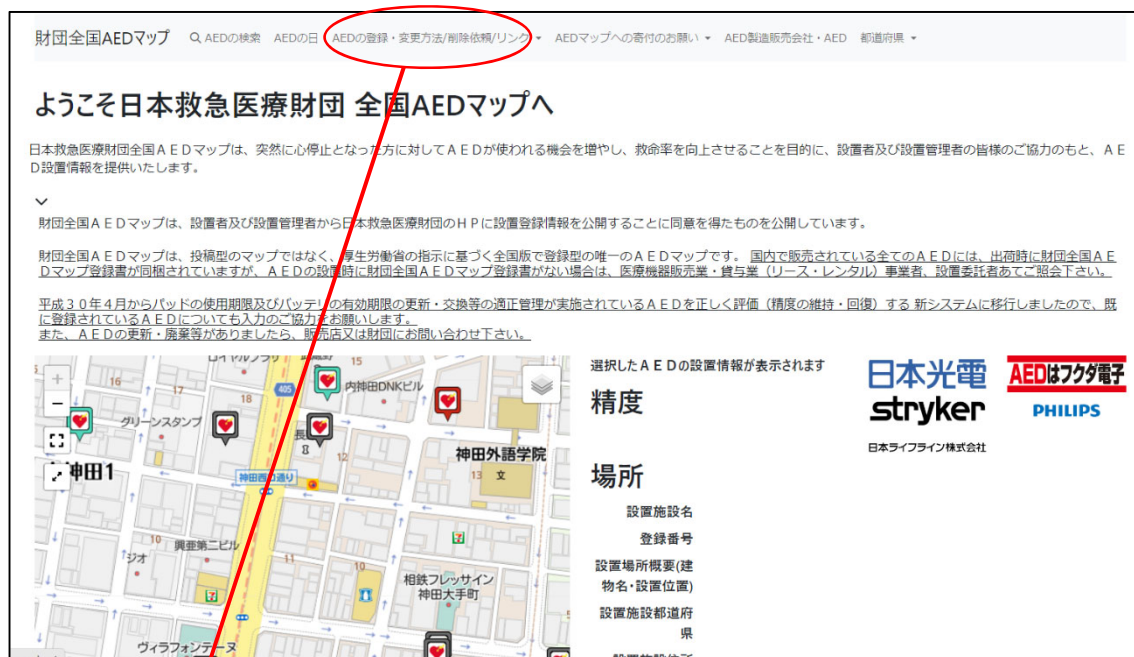 財団全国AEDマップ AEDの検索 AEDの日 AEDの登録・変更方法/削除依頼/リンク AEDマップへの寄付のお願い AED製造販売会社・AED 都道府県
ようこそ日本救急医療財団 全国AEDマップへ
日本救急医療財団全国ＡＥＤマップは、突然に心停止となった方に対してＡＥＤが使われる機会を増やし、救命率を向上させることを目的に、設置者及び設置管理者の皆様のご協力のもと、ＡＥ
Ｄ設置情報を提供いたします。
財団全国ＡＥＤマップは、設置者及び設置管理者から日本救急医療財団のＨＰに設置登録情報を公開することに同意を得たものを公開しています。
財団全国ＡＥＤマップは、投稿型のマップではなく、厚生労働省の指示に基づく全国版で登録型の唯一のＡＥＤマップです。 国内で販売されている全てのＡＥＤには、出荷時に財団全国ＡＥ
Ｄマップ登録書が同梱されていますが、ＡＥＤの設置時に財団全国ＡＥＤマップ登録書がない場合は、医療機器販売業・貸与業（リース・レンタル）事業者、設置委託者あてご照会下さい。
平成３０年４月からパッドの使用期限及びバッテリの有効期限の更新・交換等の適正管理が実施されているＡＥＤを正しく評価（精度の維持・回復）する 新システムに移行しましたので、既
に登録されているＡＥＤについても入力のご協力をお願いします。
また、ＡＥＤの更新・廃棄等がありましたら、販売店又は財団にお問い合わせ下さい。
選択したＡＥＤの設置情報が表示されます
精度
場所
設置施設名
登録番号
設置場所概要(建
物名・設置位置)
設置施設都道府
県
日本光電
AEDはフクダ電子
stryker
PHILIPS
日本ライフライン株式会社
15
16
17
18
405
内神田DNKビル
グリーンスタンプ
長
8
12
神田外語学院
13
文
神田1
神田西口通り
10
興亜第二ビル
ジオ
11
10
相鉄フレッサイン
神田大手町
ヴィラフォンテーヌ